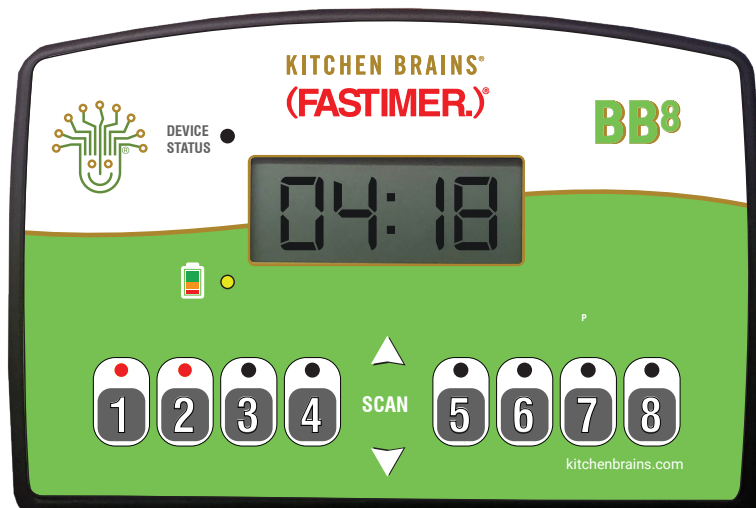 KITCHEN BRAINS®
(FASTIMER.)®
BB8
DEVICE
STATUS
®
04:18
P
1 2 3 4 SCAN 5 6 7 8
kitchenbrains.com